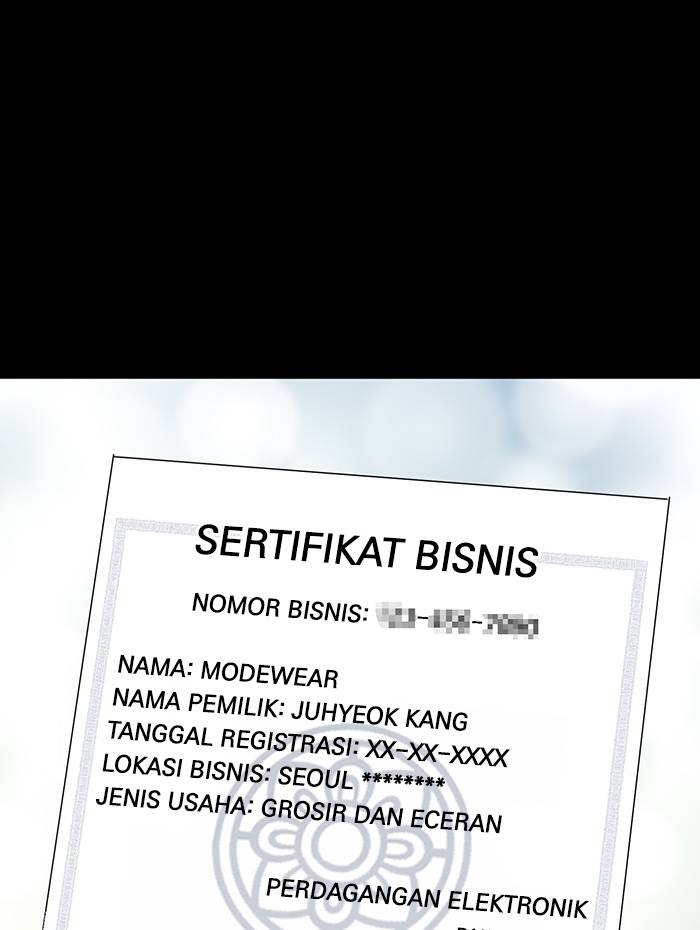 SERTIFIKAT BISNIS
NOMOR BISNIS:
NAMA: MODEWEAR
NAMA PEMILIK: JUHYEOK KANG
TANGGAL REGISTRASI: XX-XX-XXXX
LOKASI BISNIS: SEOUL ********
JENIS USAHA: GROSIR DAN ECERAN
PERDAGANGAN ELEKTRONIK